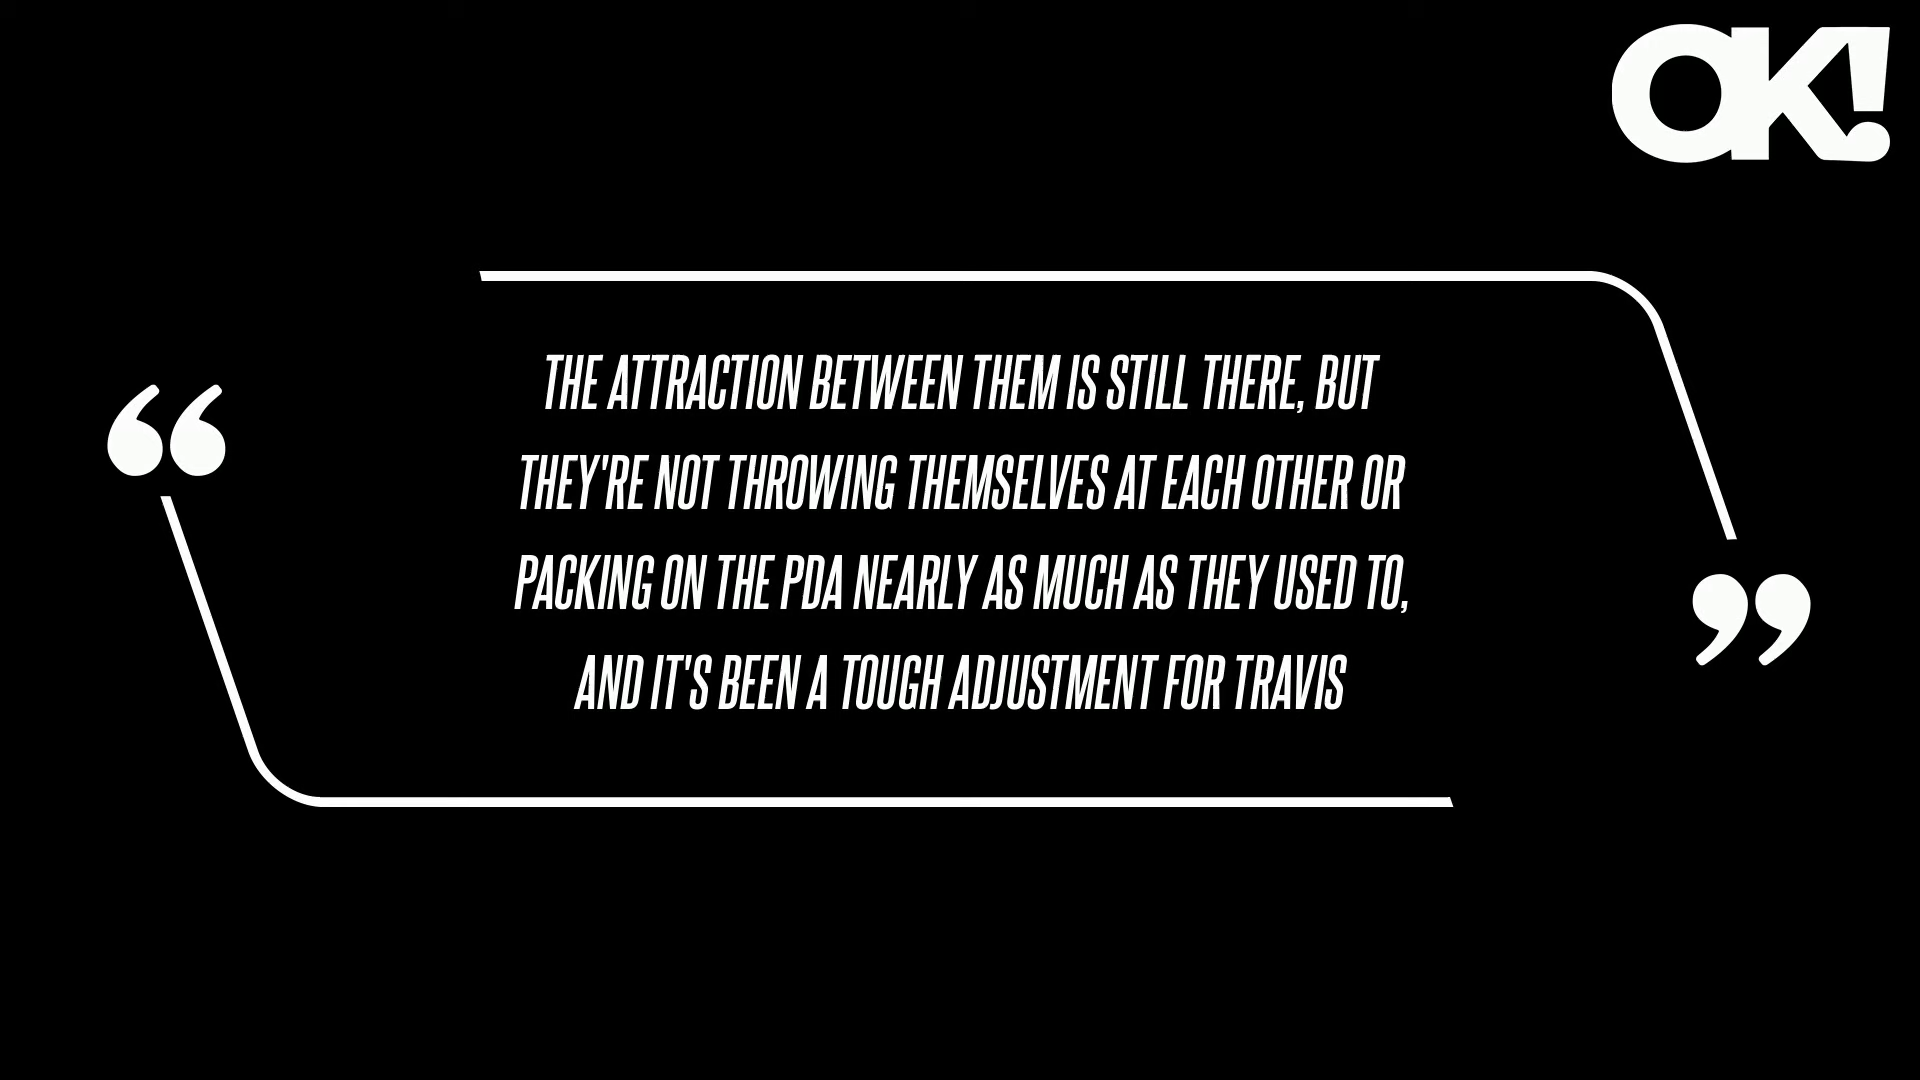 OK!
“
THE ATTRACTION BETWEEN THEM IS STILL THERE, BUT
THEY'RE NOT THROWING THEMSELVES AT EACH OTHER OR
PACKING ON THE PDA NEARLY AS MUCH AS THEY USED TO,
AND IT'S BEEN A TOUGH ADJUSTMENT FOR TRAVIS
”